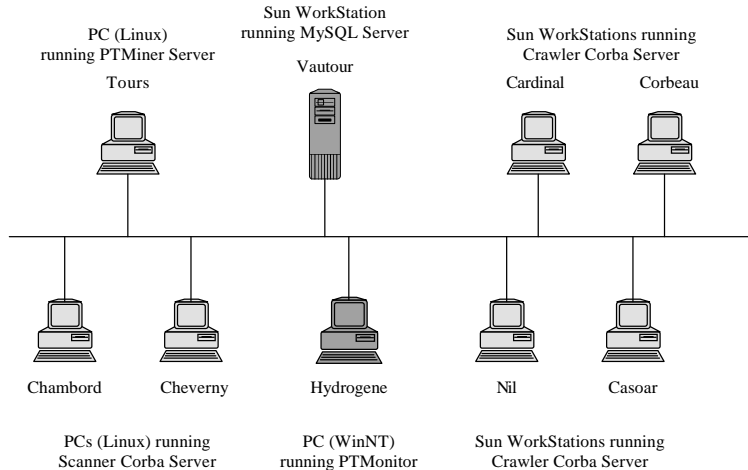 Sun WorkStation
running MySQL Server
Vautour
PC (Linux)
running PTMiner Server
Tours
Sun WorkStations running
Crawler Corba Server
Cardinal
Corbeau
Chambord
Cheverny
Hydrogene
Nil
Casoar
PCs (Linux) running
Scanner Corba Server
PC (WinNT)
running PTMonitor
Sun WorkStations running
Crawler Corba Server